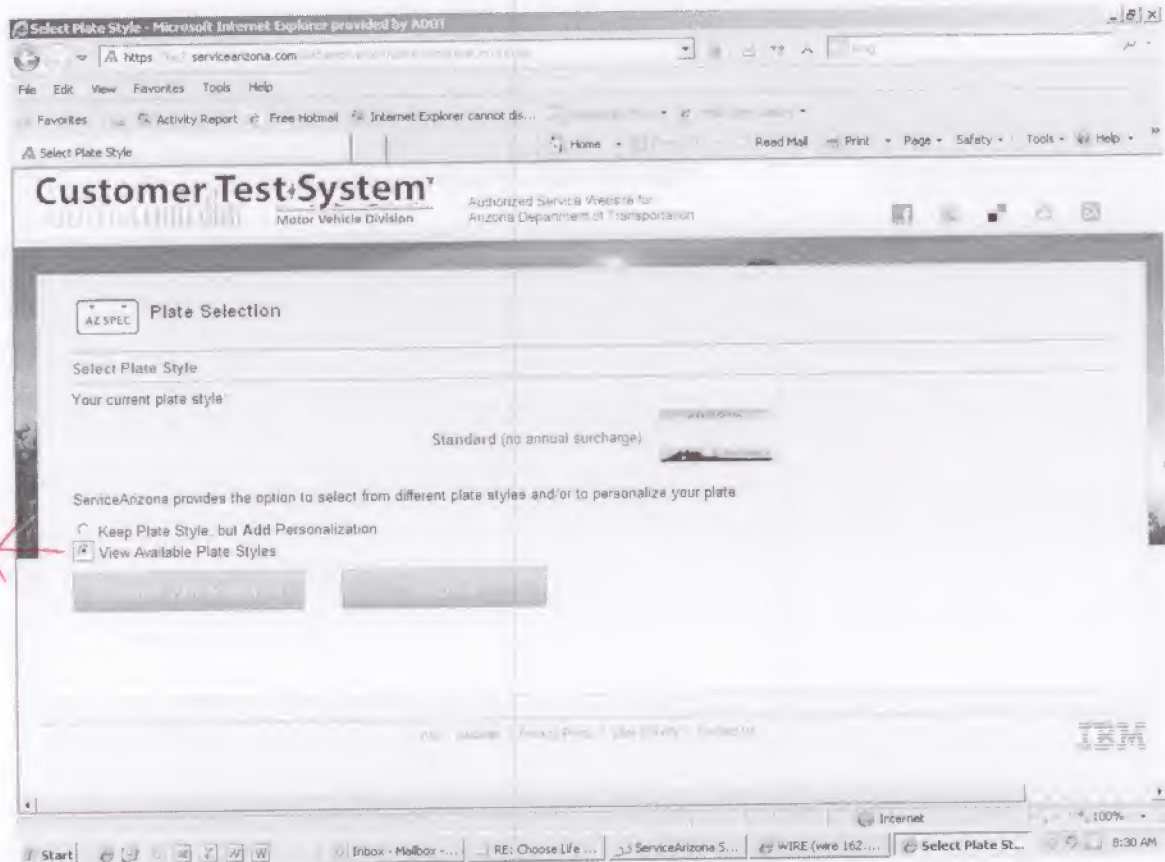 Select Plate Style - Microsoft Internet Explorer provided by ADOT
https servicearizona.com
File Edit View Favorites Tools Help
Favorites Activity Report Free Hotmail Internet Explorer cannot dis...
Select Plate Style Home Read Mail Print Page Safety Tools Help
Customer Test System
Motor Vehicle Division
Authorized Service Website for
Arizona Department of Transportation
AZ SPEC Plate Selection
Select Plate Style
Your current plate style
Standard (no annual surcharge)
ServiceArizona provides the option to select from different plate styles and/or to personalize your plate.
Keep Plate Style, but Add Personalization
View Available Plate Styles
IBM
Internet 100%
Start Inbox - Mailbox -... RE: Choose Life ... ServiceArizona S... WIRE (wire 162.... Select Plate St... 8:30 AM